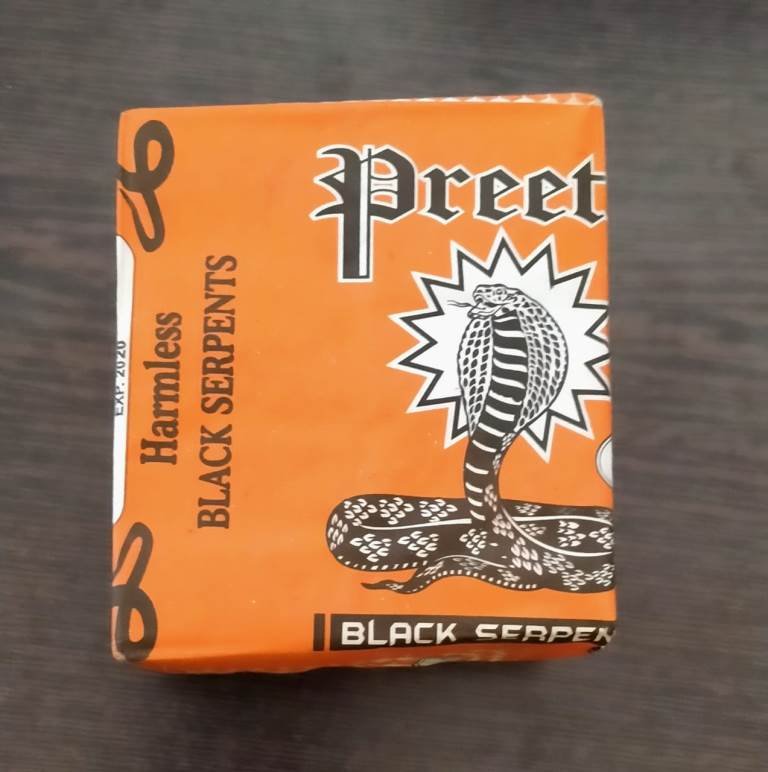 Preet
EXP. 2020
Harmless
BLACK SERPENTS
BLACK SERPEN